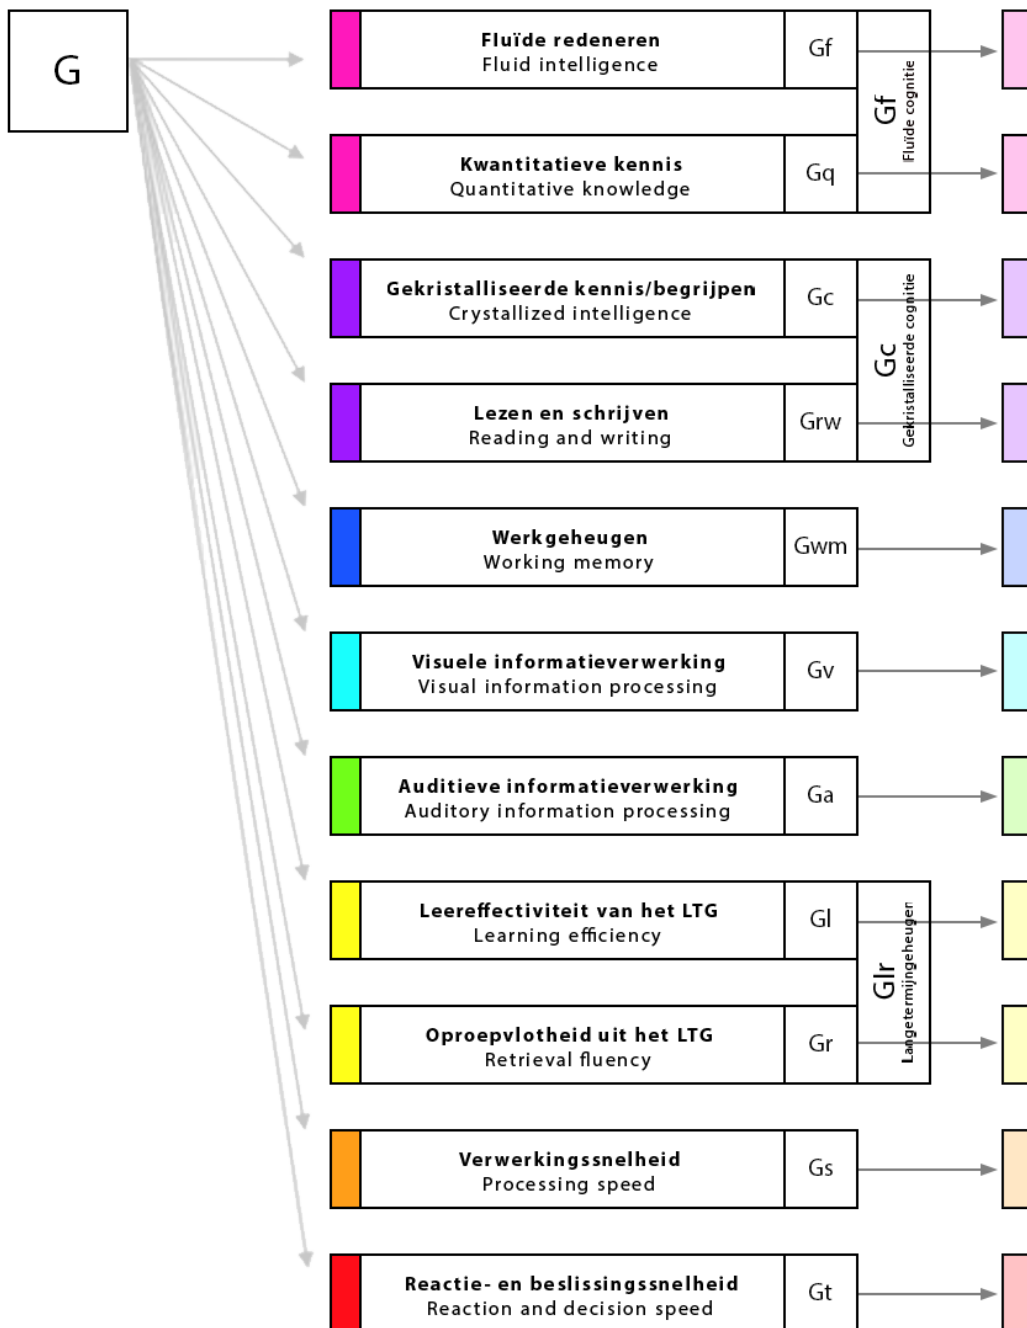 G
Fluïde redeneren
Fluid intelligence
Gf
Kwantitatieve kennis
Quantitative knowledge
Gq
Gf
Fluïde cognitie
Gekristalliseerde kennis/begrijpen
Crystallized intelligence
Gc
Lezen en schrijven
Reading and writing
Grw
Gc
Gekristalliseerde cognitie
Werkgeheugen
Working memory
Gwm
Visuele informatieverwerking
Visual information processing
Gv
Auditieve informatieverwerking
Auditory information processing
Ga
Leereffectiviteit van het LTG
Learning efficiency
Gl
Oproepvlotheid uit het LTG
Retrieval fluency
Gr
Glr
Langetermijngeheugen
Verwerkingssnelheid
Processing speed
Gs
Reactie- en beslissingssnelheid
Reaction and decision speed
Gt